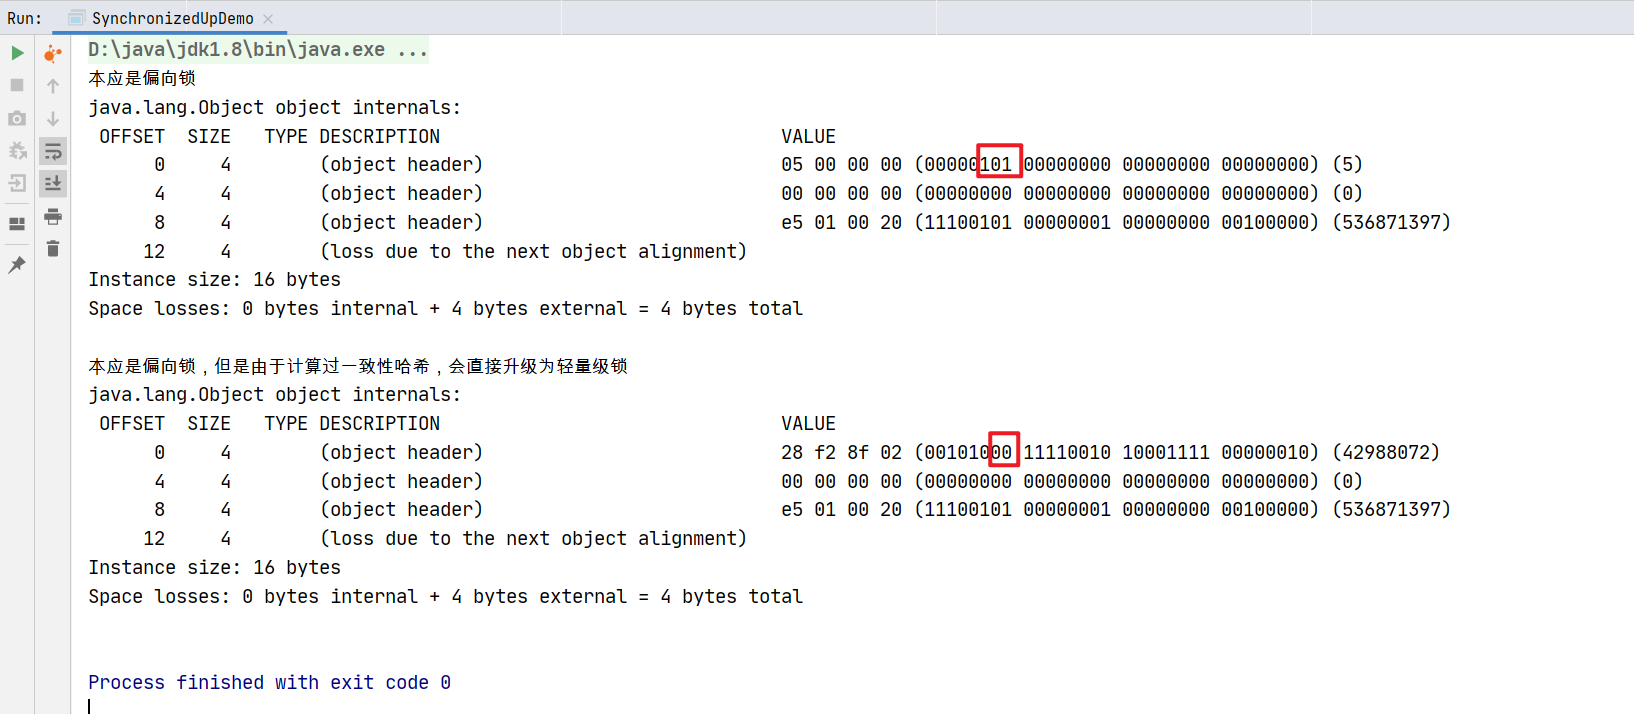 Run: SynchronizedUpDemo
D:\java\jdk1.8\bin\java.exe ...
本应是偏向锁
java.lang.Object object internals:
OFFSET SIZE TYPE DESCRIPTION VALUE
0 4 (object header) 05 00 00 00 (00000101 00000000 00000000 00000000) (5)
4 4 (object header) 00 00 00 00 (00000000 00000000 00000000 00000000) (0)
8 4 (object header) e5 01 00 20 (11100101 00000001 00000000 00100000) (536871397)
12 4 (loss due to the next object alignment)
Instance size: 16 bytes
Space losses: 0 bytes internal + 4 bytes external = 4 bytes total
本应是偏向锁，但是由于计算过一致性哈希，会直接升级为轻量级锁
java.lang.Object object internals:
OFFSET SIZE TYPE DESCRIPTION VALUE
0 4 (object header) 28 f2 8f 02 (00101000 11110010 10001111 00000010) (42988072)
4 4 (object header) 00 00 00 00 (00000000 00000000 00000000 00000000) (0)
8 4 (object header) e5 01 00 20 (11100101 00000001 00000000 00100000) (536871397)
12 4 (loss due to the next object alignment)
Instance size: 16 bytes
Space losses: 0 bytes internal + 4 bytes external = 4 bytes total
Process finished with exit code 0